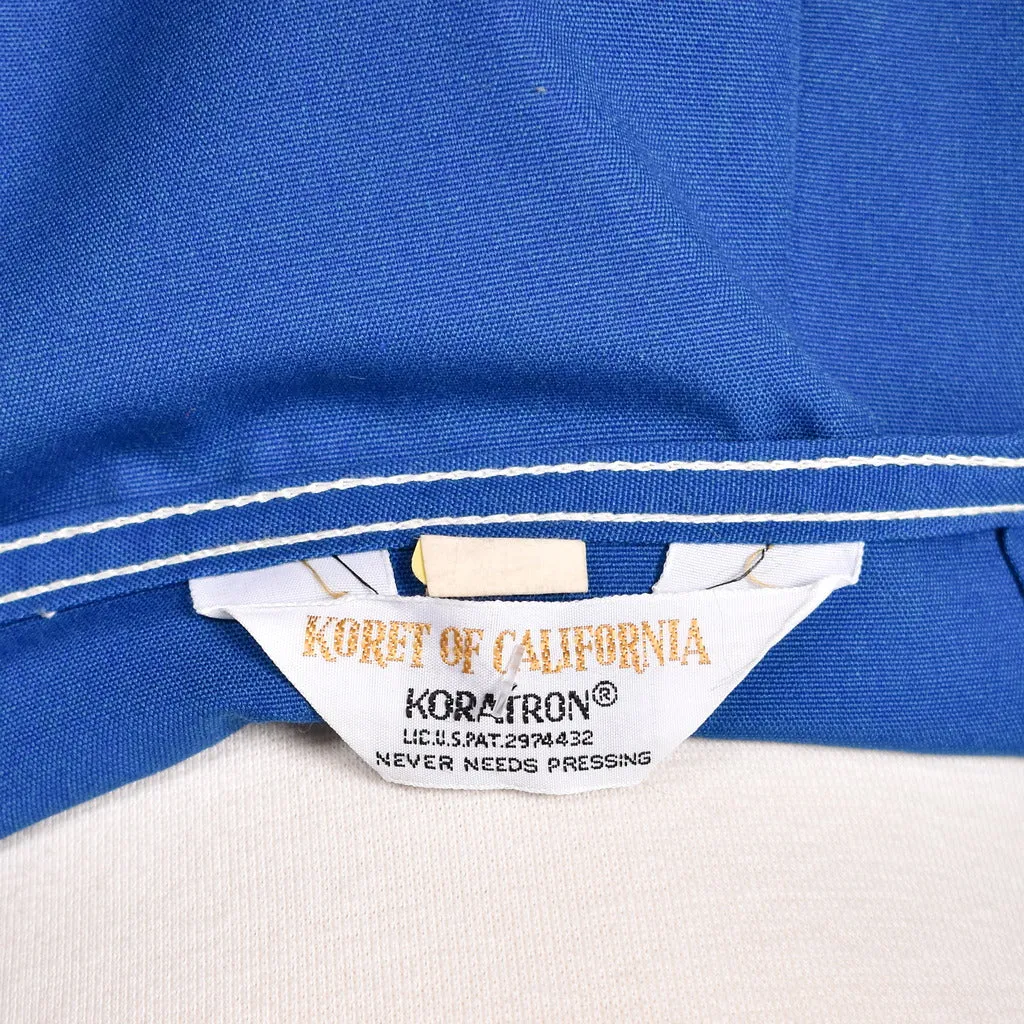 KORET OF CALIFORNIA
KORATRON®
LIC.U.S.PAT.2974432
NEVER NEEDS PRESSING